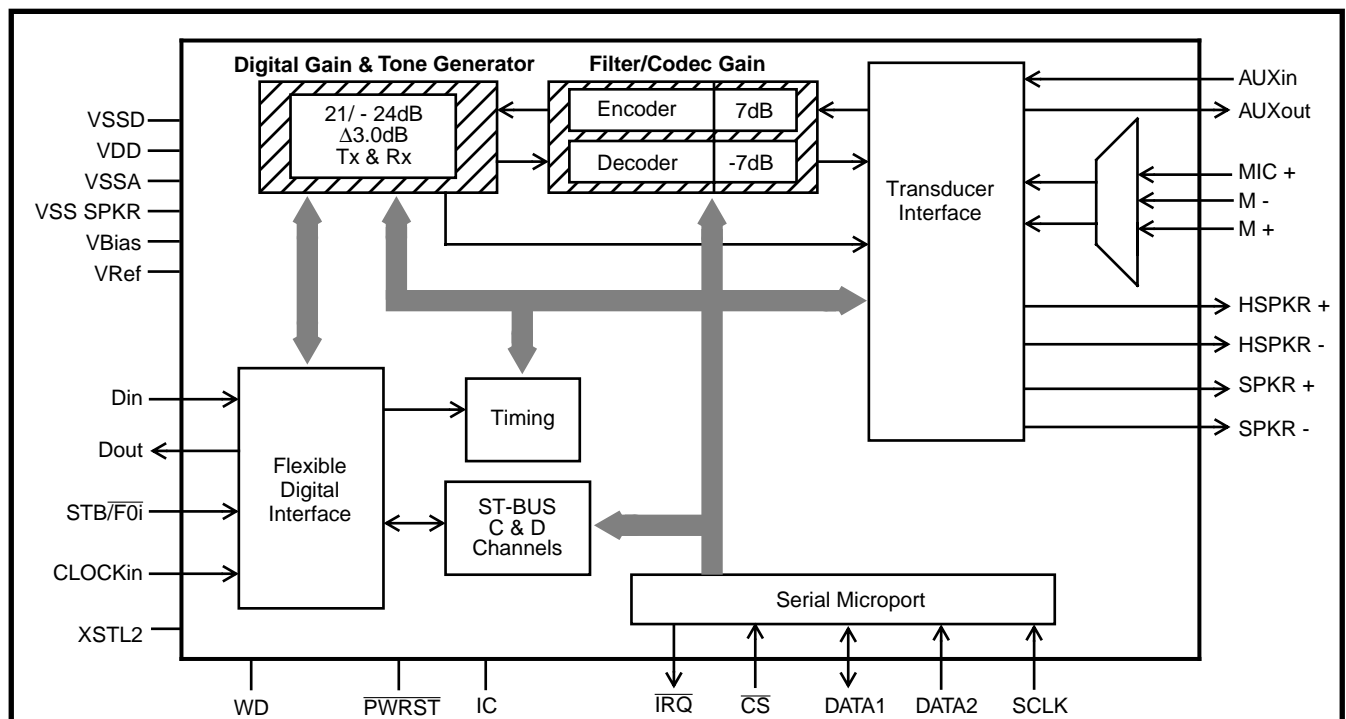 Digital Gain & Tone Generator
Filter/Codec Gain
21/ - 24dB
Δ3.0dB
Tx & Rx
Encoder 7dB
Decoder -7dB
Transducer
Interface
AUXin
AUXout
MIC +
M -
M +
HSPKR +
HSPKR -
SPKR +
SPKR -
VSSD
VDD
VSSA
VSS SPKR
VBias
VRef
Din
Dout
STB/F0i
CLOCKin
XSTL2
Flexible
Digital
Interface
Timing
ST-BUS
C & D
Channels
Serial Microport
WD
PWRST
IC
IRQ
CS
DATA1
DATA2
SCLK